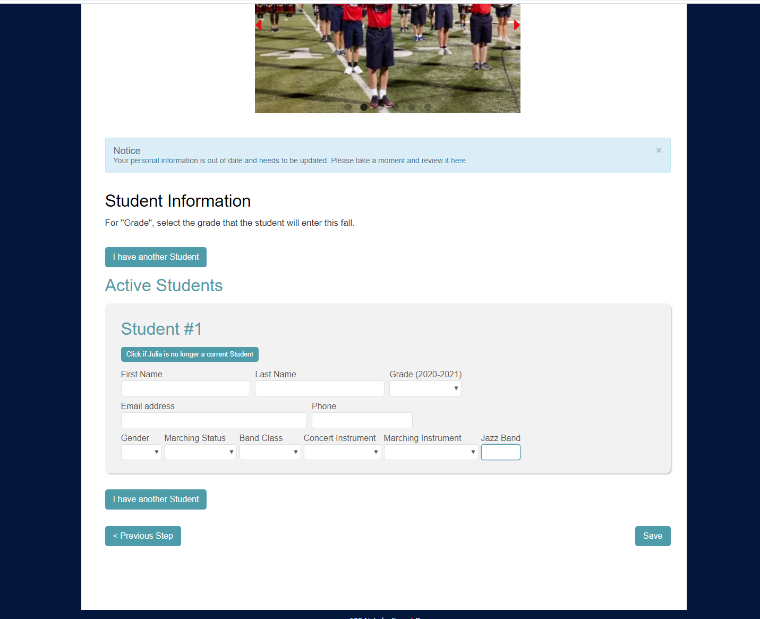 Notice
×
Your personal information is out of date and needs to be updated. Please take a moment and review it here.
Student Information
For "Grade", select the grade that the student will enter this fall.
I have another Student
Active Students
Student #1
Click if Julia is no longer a current Student
First Name Last Name Grade (2020-2021)
Email address Phone
Gender Marching Status Band Class Concert Instrument Marching Instrument Jazz Band
I have another Student
< Previous Step Save